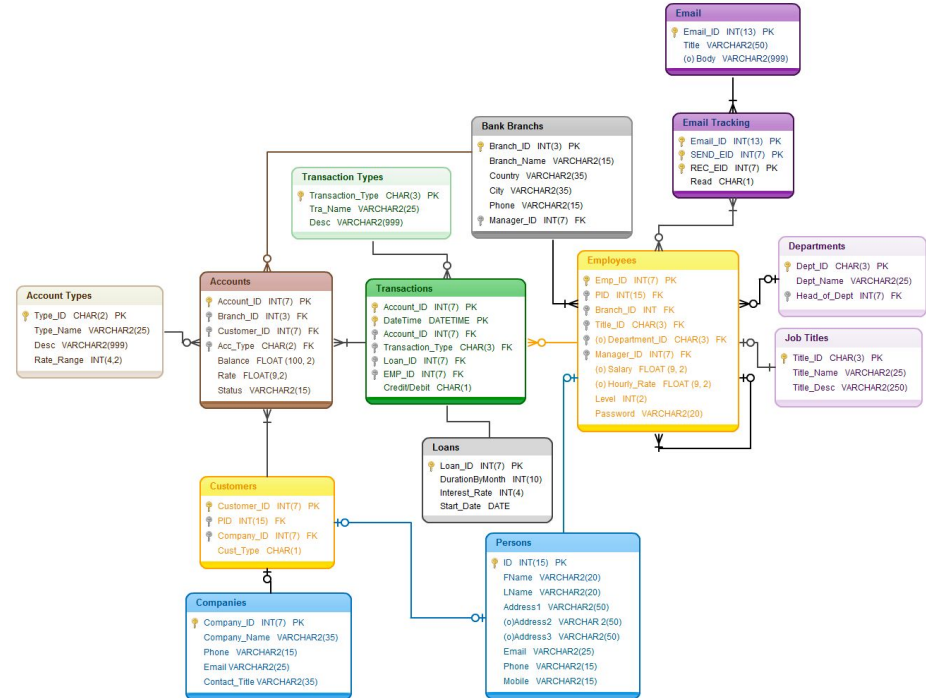 Email
Email_ID INT(13) PK
Title VARCHAR2(50)
(o) Body VARCHAR2(999)
Email Tracking
Email_ID INT(13) PK
SEND_EID INT(7) PK
REC_EID INT(7) PK
Read CHAR(1)
Bank Branchs
Branch_ID INT(3) PK
Branch_Name VARCHAR2(15)
Country VARCHAR2(35)
City VARCHAR2(35)
Phone VARCHAR2(15)
Manager_ID INT(7) FK
Transaction Types
Transaction_Type CHAR(3) PK
Tra_Name VARCHAR2(25)
Desc VARCHAR2(999)
Employees
Emp_ID INT(7) PK
PID INT(15) FK
Branch_ID INT FK
Title_ID CHAR(3) FK
(o) Department_ID CHAR(3) FK
Manager_ID INT(7) FK
(o) Salary FLOAT (9, 2)
(o) Hourly_Rate FLOAT (9, 2)
Level INT(2)
Password VARCHAR2(20)
Departments
Dept_ID CHAR(3) PK
Dept_Name VARCHAR2(25)
Head_of_Dept INT(7) FK
Job Titles
Title_ID CHAR(3) PK
Title_Name VARCHAR2(25)
Title_Desc VARCHAR2(250)
Account Types
Type_ID CHAR(2) PK
Type_Name VARCHAR2(25)
Desc VARCHAR2(999)
Rate_Range INT(4,2)
Accounts
Account_ID INT(7) PK
Branch_ID INT(3) FK
Customer_ID INT(7) FK
Acc_Type CHAR(2) FK
Balance FLOAT (100, 2)
Rate FLOAT(9,2)
Status VARCHAR2(15)
Transactions
Account_ID INT(7) PK
DateTime DATETIME PK
Account_ID INT(7) FK
Transaction_Type CHAR(3) FK
Loan_ID INT(7) FK
EMP_ID INT(7) FK
Credit/Debit CHAR(1)
Loans
Loan_ID INT(7) PK
DurationByMonth INT(10)
Interest_Rate INT(4)
Start_Date DATE
Customers
Customer_ID INT(7) PK
PID INT(15) FK
Company_ID INT(7) FK
Cust_Type CHAR(1)
Companies
Company_ID INT(7) PK
Company_Name VARCHAR2(35)
Phone VARCHAR2(15)
Email VARCHAR2(25)
Contact_Title VARCHAR2(35)
Persons
ID INT(15) PK
FName VARCHAR2(20)
LName VARCHAR2(20)
Address1 VARCHAR2(50)
(o)Address2 VARCHAR 2(50)
(o)Address3 VARCHAR2(50)
Email VARCHAR2(25)
Phone VARCHAR2(15)
Mobile VARCHAR2(15)